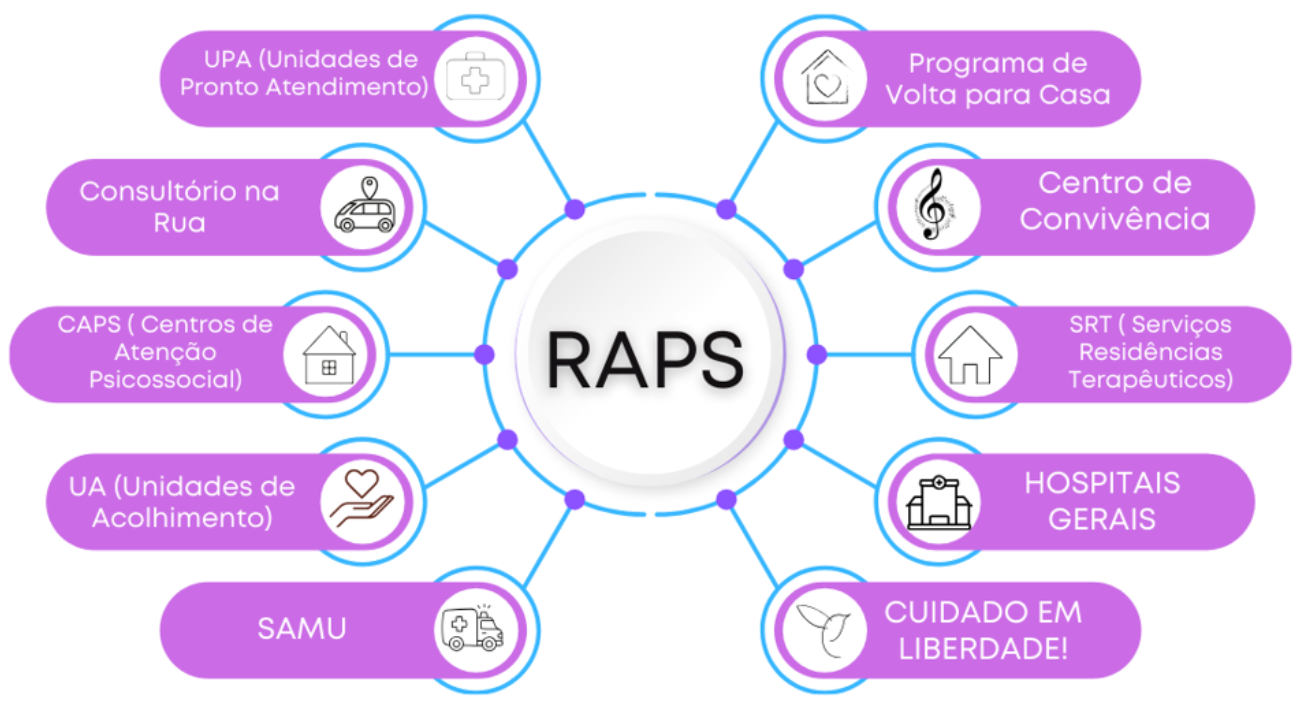 UPA (Unidades de
Pronto Atendimento)
Consultório na
Rua
CAPS ( Centros de
Atenção
Psicossocial)
UA (Unidades de
Acolhimento)
SAMU
RAPS
Programa de
Volta para Casa
Centro de
Convivência
SRT ( Serviços
Residências
Terapêuticos)
HOSPITAIS
GERAIS
CUIDADO EM
LIBERDADE!